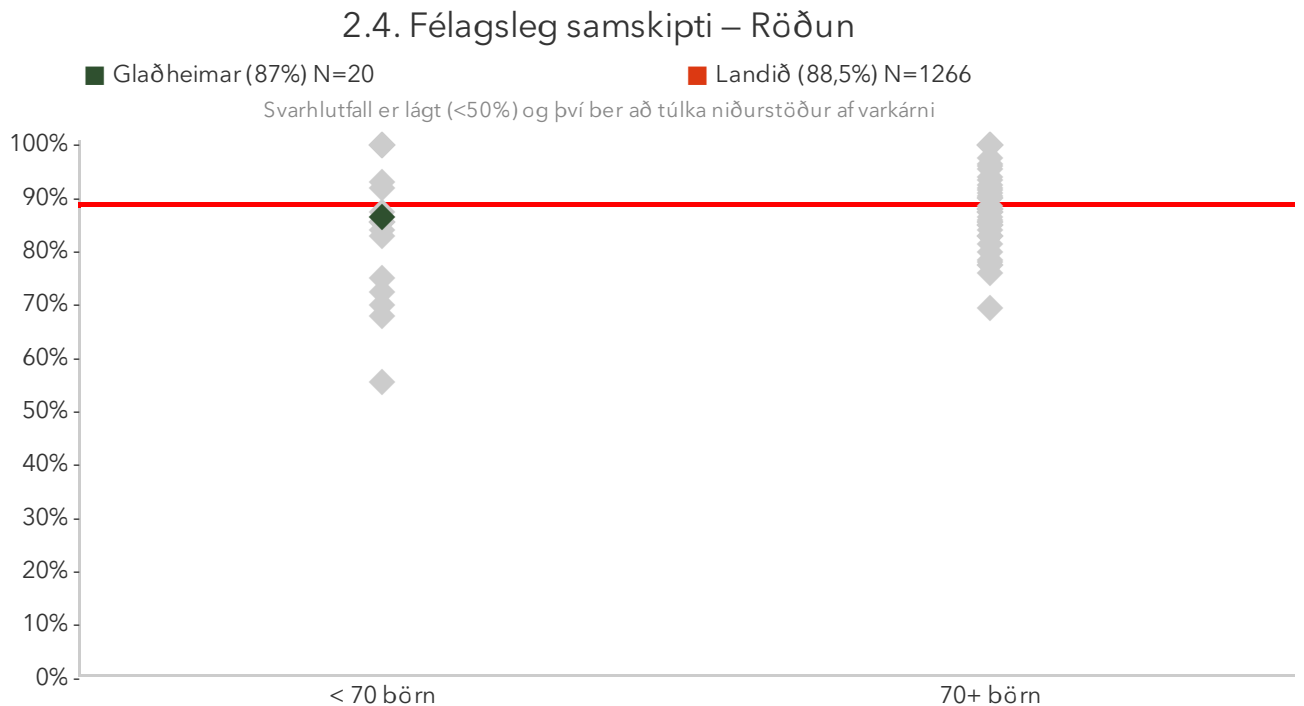 2.4. Félagsleg samskipti – Röðun
Glaðheimar (87%) N=20
Landið (88,5%) N=1266
Svarhlutfall er lágt (<50%) og því ber að túlka niðurstöður af varkárni
100%
90%
80%
70%
60%
50%
40%
30%
20%
10%
0%
< 70 börn
70+ börn